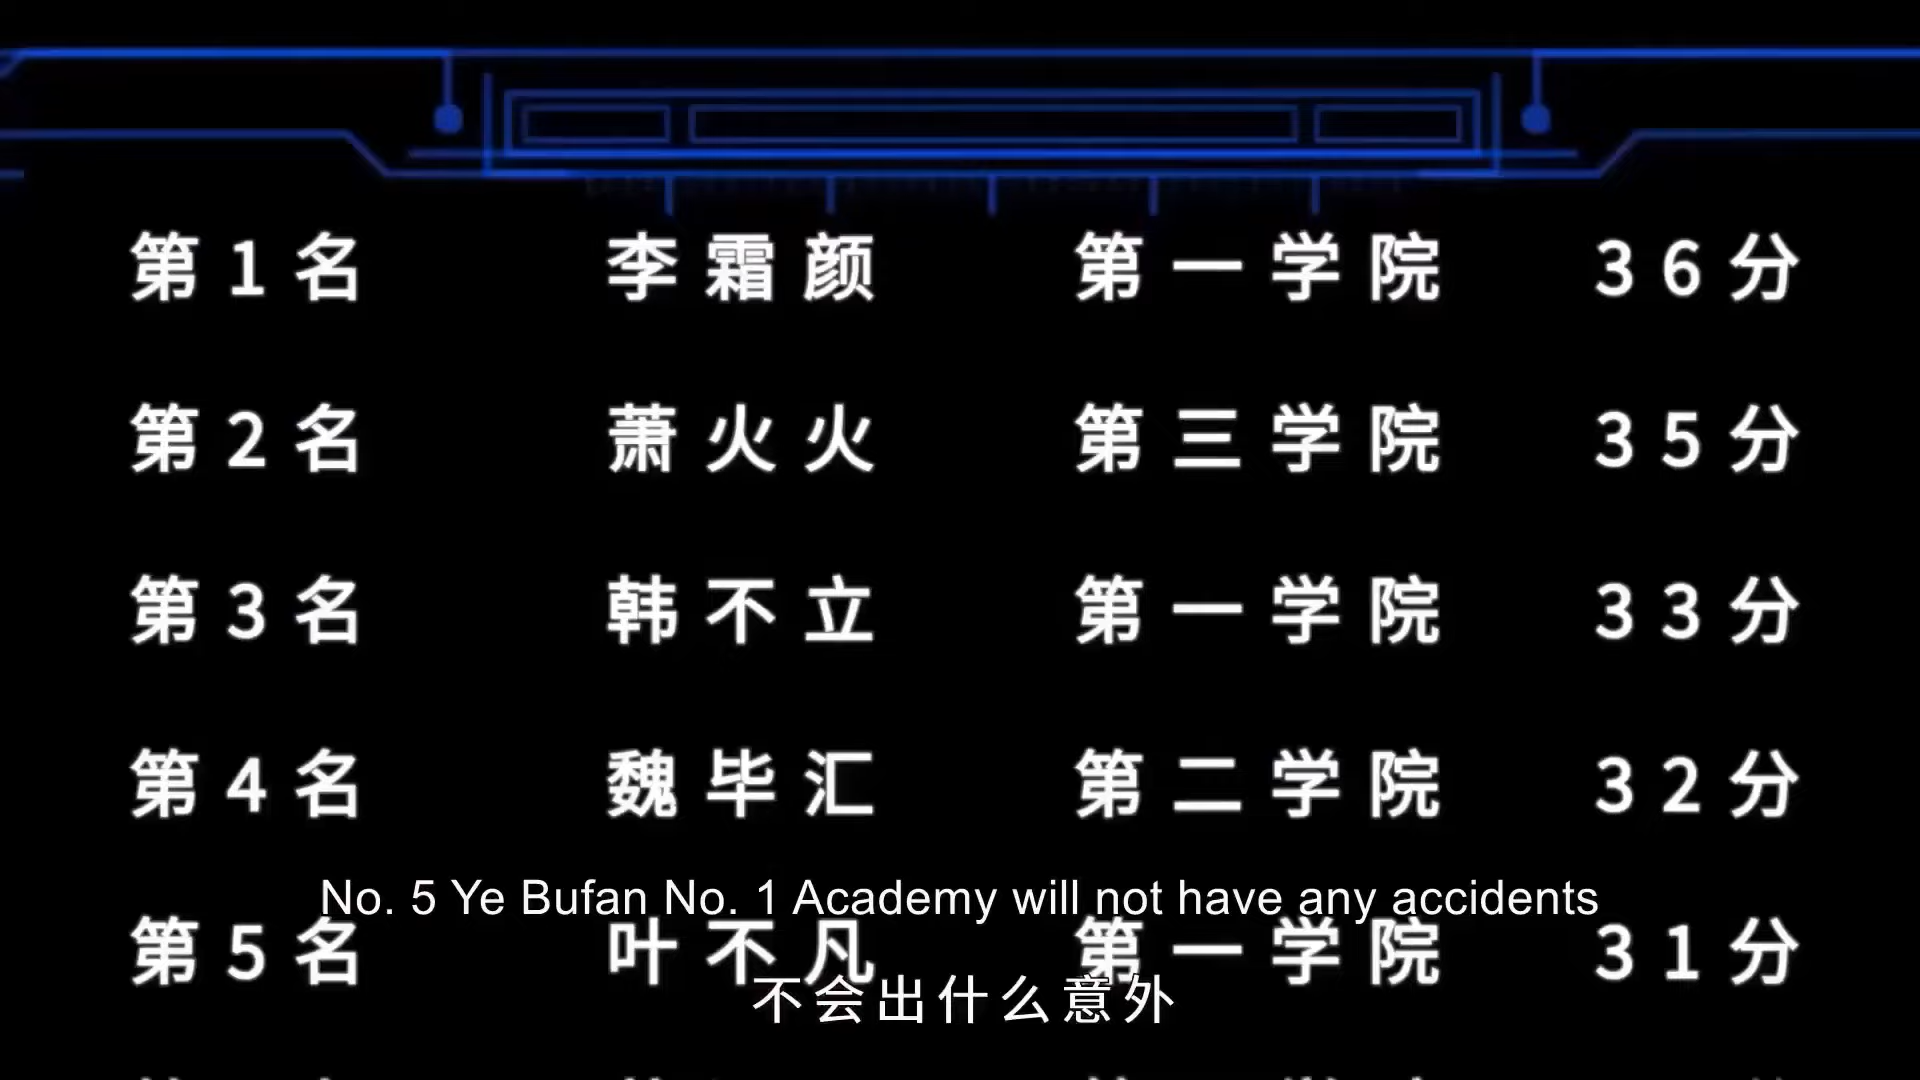 第1名 李霜颜 第一学院 36分
第2名 萧火火 第三学院 35分
第3名 韩不立 第一学院 33分
第4名 魏毕汇 第二学院 32分
No. 5 Ye Bufan No. 1 Academy will not have any accidents
第5名 叶不凡 第一学院 31分
不会出什么意外